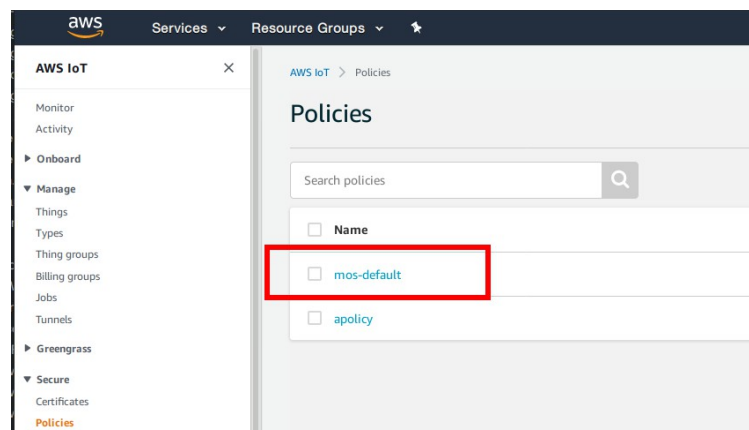 aws
Services
Resource Groups
AWS IoT
Monitor
Activity
Onboard
Manage
Things
Types
Thing groups
Billing groups
Jobs
Tunnels
Greengrass
Secure
Certificates
Policies
AWS IoT > Policies
Policies
Search policies
Name
mos-default
apolicy